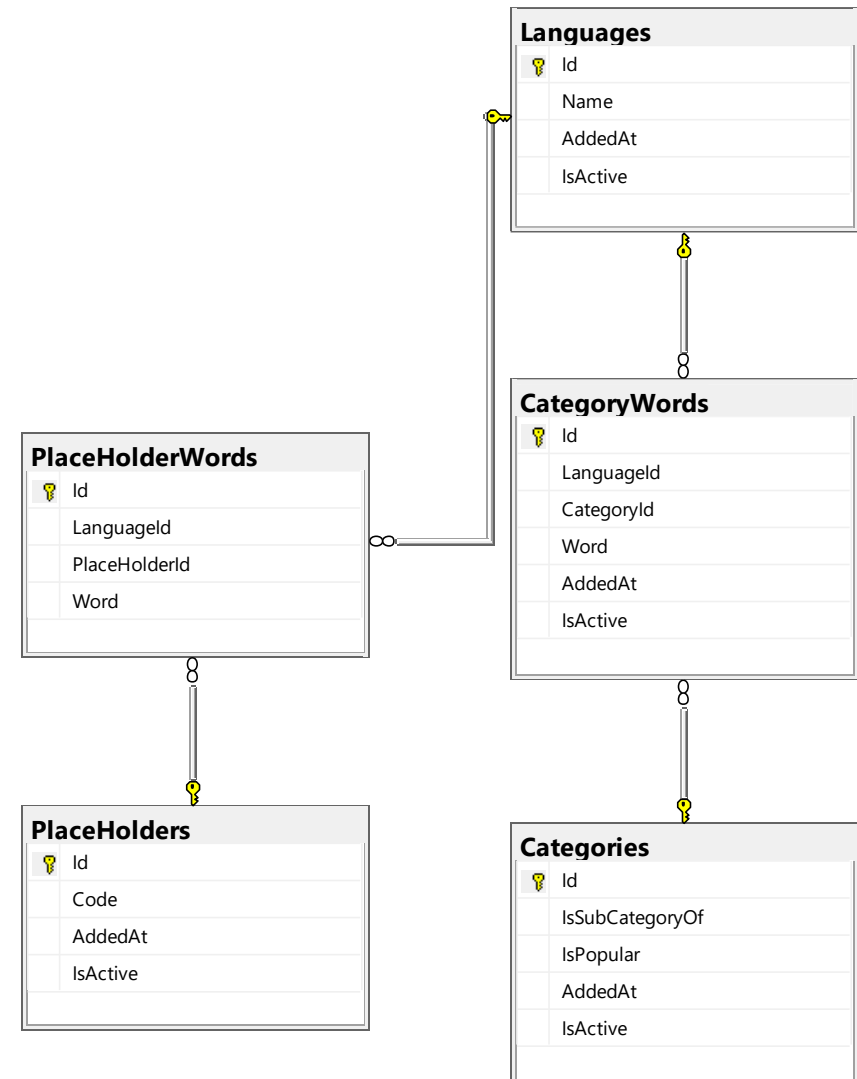 Languages
Id
Name
AddedAt
IsActive
CategoryWords
Id
LanguageId
CategoryId
Word
AddedAt
IsActive
PlaceHolderWords
Id
LanguageId
PlaceHolderId
Word
PlaceHolders
Id
Code
AddedAt
IsActive
Categories
Id
IsSubCategoryOf
IsPopular
AddedAt
IsActive